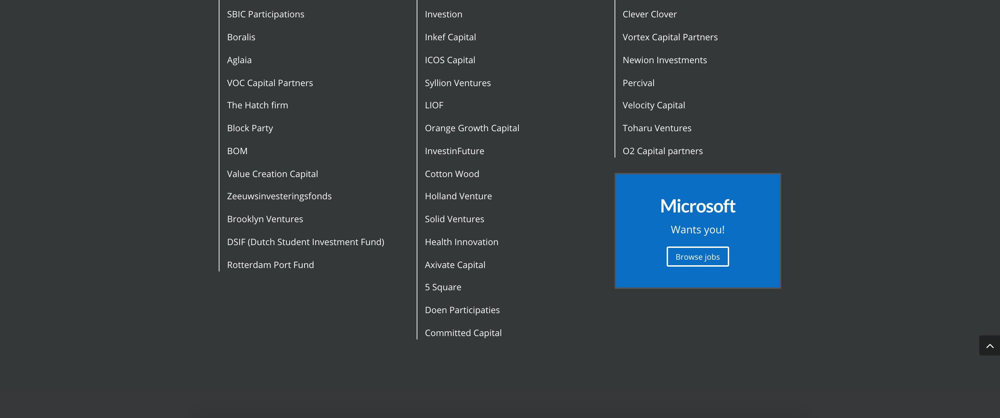 SBIC Participations
Boralis
Aglaia
VOC Capital Partners
The Hatch firm
Block Party
BOM
Value Creation Capital
Zeeuwsinvesteringsfonds
Brooklyn Ventures
DSIF (Dutch Student Investment Fund)
Rotterdam Port Fund
Investion
Inkef Capital
ICOS Capital
Syllion Ventures
LIOF
Orange Growth Capital
InvestinFuture
Cotton Wood
Holland Venture
Solid Ventures
Health Innovation
Axivate Capital
5 Square
Doen Participaties
Committed Capital
Clever Clover
Vortex Capital Partners
Newion Investments
Percival
Velocity Capital
Toharu Ventures
O2 Capital partners
Microsoft
Wants you!
Browse jobs